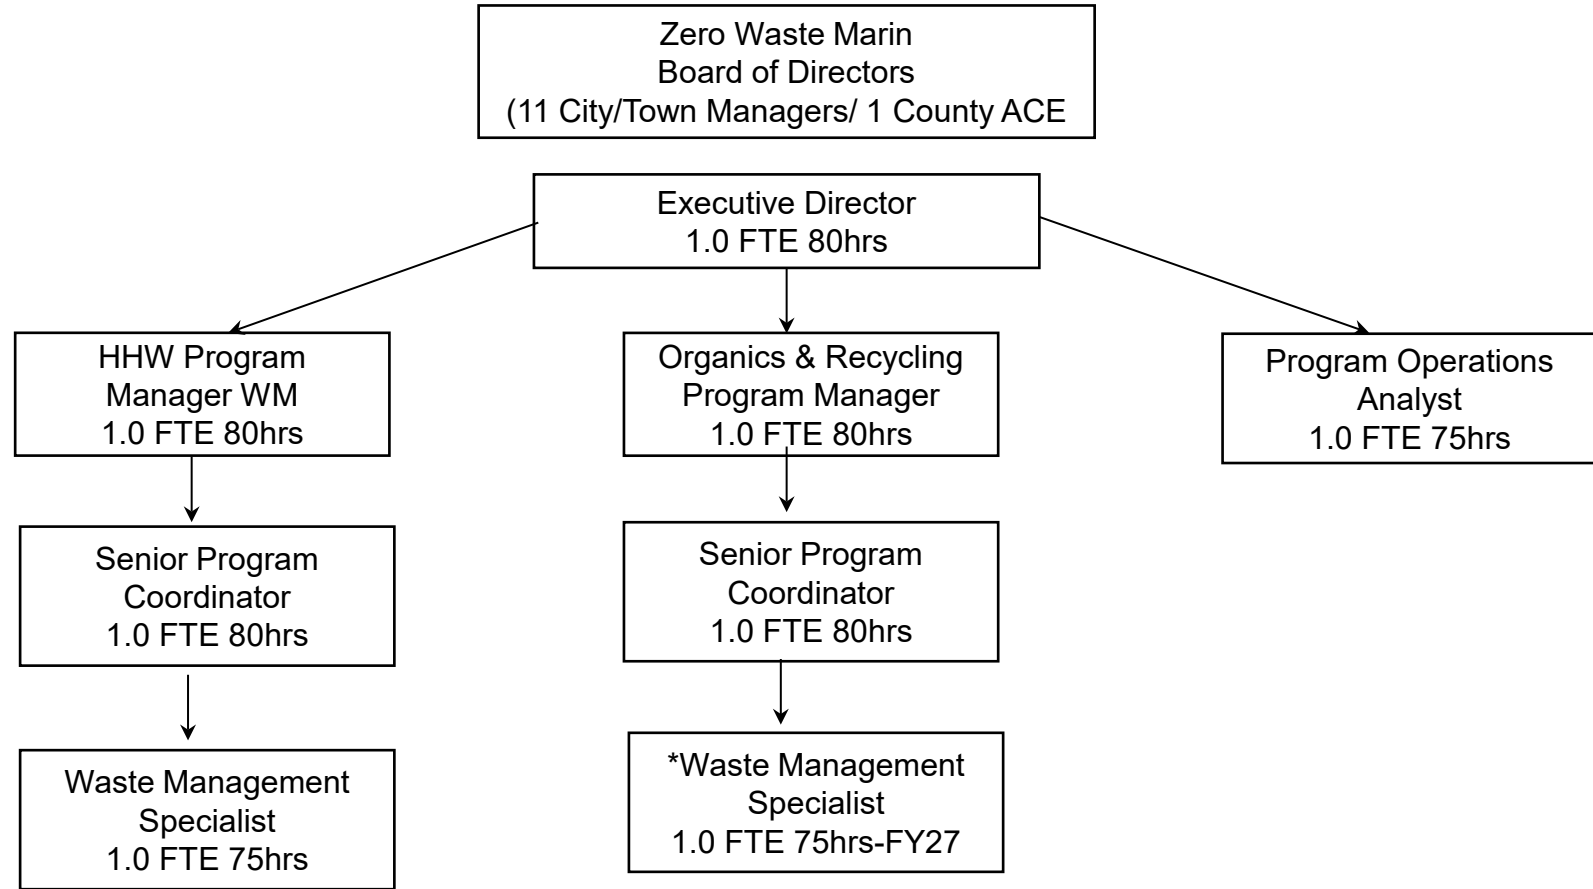 Zero Waste Marin
Board of Directors
(11 City/Town Managers/ 1 County ACE
Executive Director
1.0 FTE 80hrs
HHW Program
Manager WM
1.0 FTE 80hrs
Organics & Recycling
Program Manager
1.0 FTE 80hrs
Program Operations
Analyst
1.0 FTE 75hrs
Senior Program
Coordinator
1.0 FTE 80hrs
Senior Program
Coordinator
1.0 FTE 80hrs
Waste Management
Specialist
1.0 FTE 75hrs
*Waste Management
Specialist
1.0 FTE 75hrs-FY27